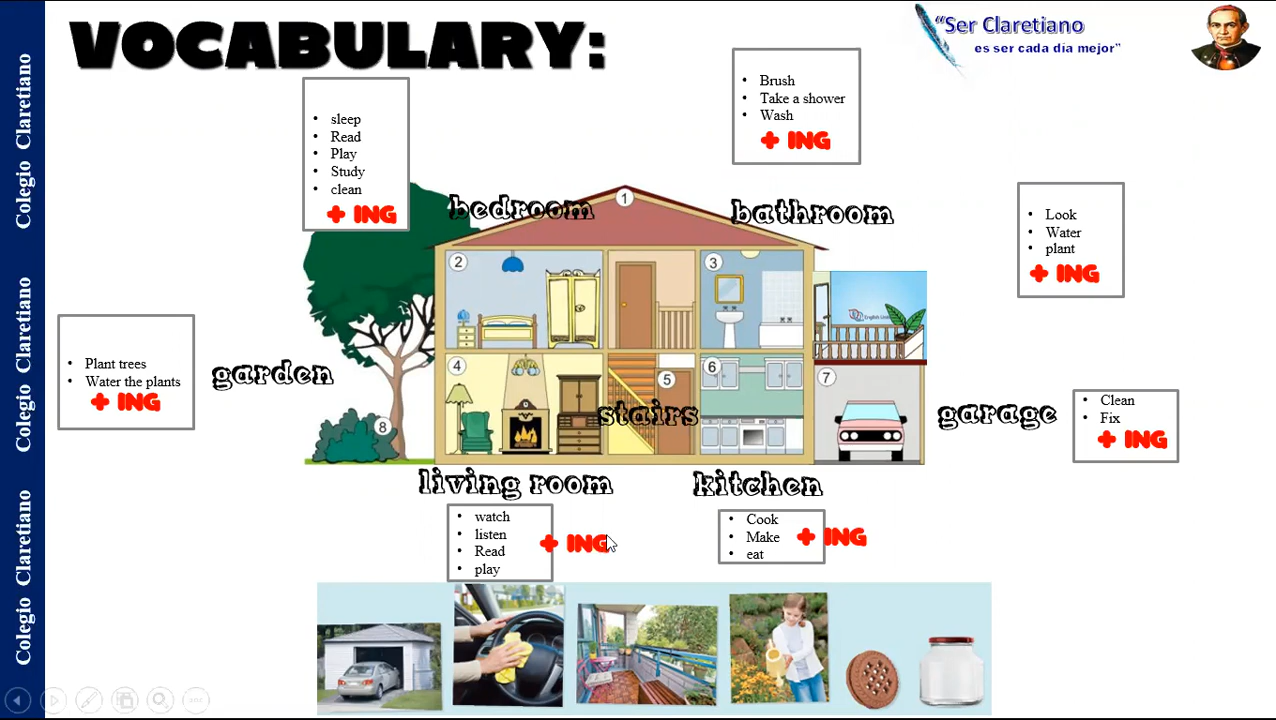 VOCABULARY:
"Ser Claretiano
es ser cada día mejor"
Colegio Claretiano
Colegio Claretiano
Colegio Claretiano
• sleep
• Read
• Play
• Study
• clean
+ ING
• Brush
• Take a shower
• Wash
+ ING
• Look
• Water
• plant
+ ING
bedroom
1
bathroom
2
3
• Plant trees
• Water the plants
+ ING
garden
4
5
6
7
8
stairs
garage
• Clean
• Fix
+ ING
living room
kitchen
• watch
• listen
• Read
• play
+ ING
• Cook
• Make
• eat
+ ING